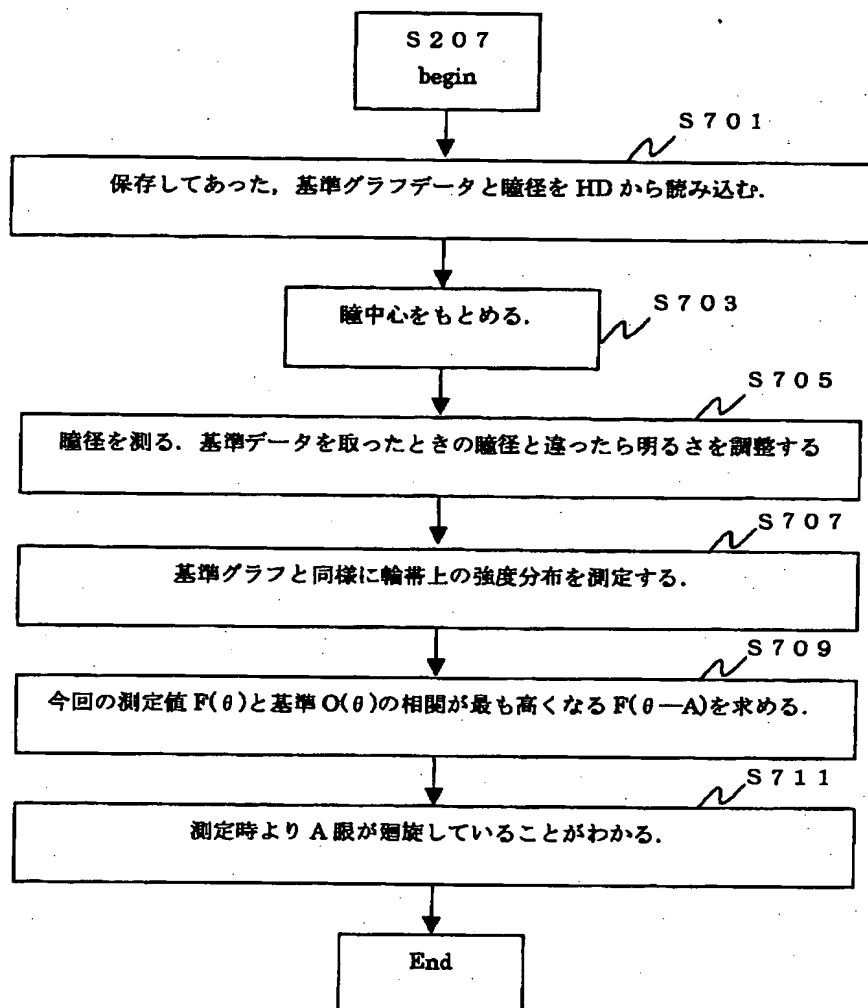 Ｓ２０７
begin
Ｓ７０１
保存してあった，基準グラフデータと瞳径を HD から読み込む．
Ｓ７０３
瞳中心をもとめる．
Ｓ７０５
瞳径を測る．基準データを取ったときの瞳径と違ったら明るさを調整する
Ｓ７０７
基準グラフと同様に輪帯上の強度分布を測定する．
Ｓ７０９
今回の測定値 F(θ)と基準 O(θ)の相関が最も高くなる F(θ―A)を求める．
Ｓ７１１
測定時より A 眼が廻旋していることがわかる．
End